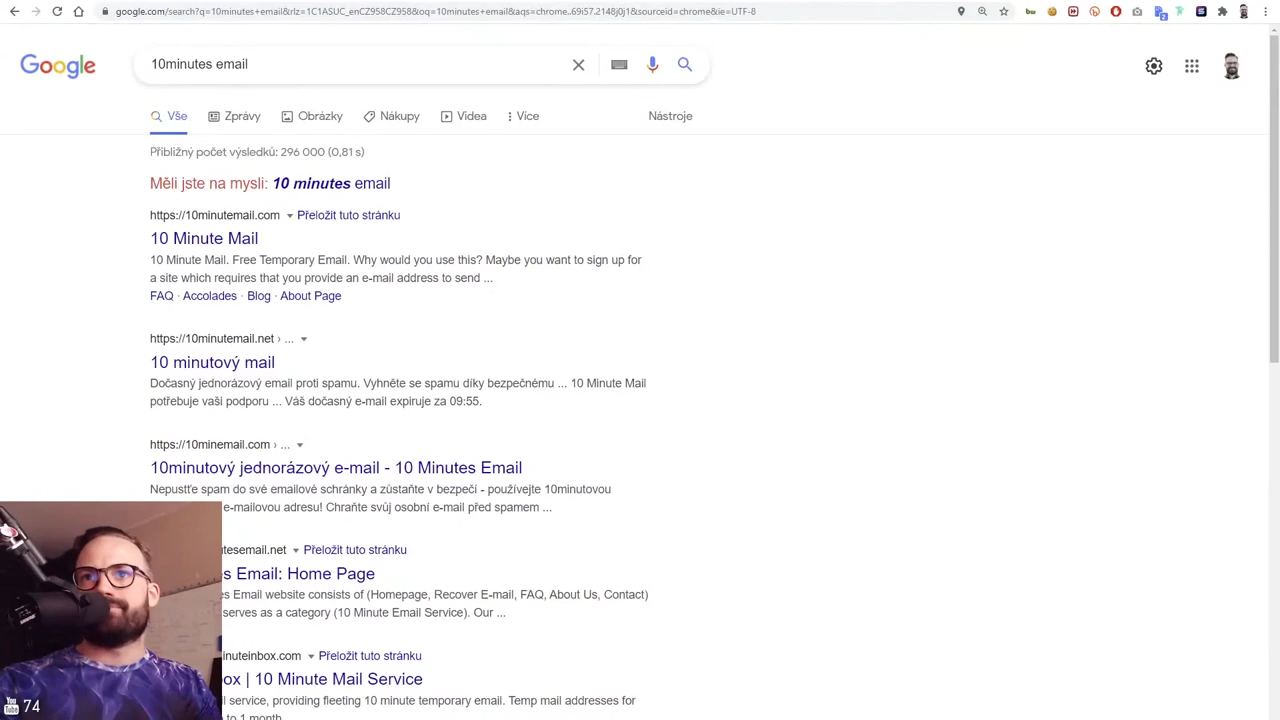 google.com/search?q=10minutes+email&rlz=1C1ASUC_enCZ958CZ958&oq=10minutes+email&aqs=chrome..69i57.2148j0j1&sourceid=chrome&ie=UTF-8
Google
10minutes email
Vše
Zprávy
Obrázky
Nákupy
Videa
Více
Nástroje
Přibližný počet výsledků: 296 000 (0,81 s)
Měli jste na mysli: 10 minutes email
https://10minutemail.com
Přeložit tuto stránku
10 Minute Mail
10 Minute Mail. Free Temporary Email. Why would you use this? Maybe you want to sign up for
a site which requires that you provide an e-mail address to send ...
FAQ · Accolades · Blog · About Page
https://10minutemail.net › ...
10 minutový mail
Dočasný jednorázový email proti spamu. Vyhněte se spamu díky bezpečnému ... 10 Minute Mail
potřebuje vaši podporu ... Váš dočasný e-mail expiruje za 09:55.
https://10minemail.com › ...
10minutový jednorázový e-mail - 10 Minutes Email
Nepustťe spam do své emailové schránky a zůstaňte v bezpečí - používejte 10minutovou
e-mailovou adresu! Chraňte svůj osobní e-mail před spamem ...
utesemail.net
Přeložit tuto stránku
s Email: Home Page
s Email website consists of (Homepage, Recover E-mail, FAQ, About Us, Contact)
serves as a category (10 Minute Email Service). Our ...
inuteinbox.com
Přeložit tuto stránku
ox | 10 Minute Mail Service
il service, providing fleeting 10 minute temporary email. Temp mail addresses for
to 1 month.
You Tube 74